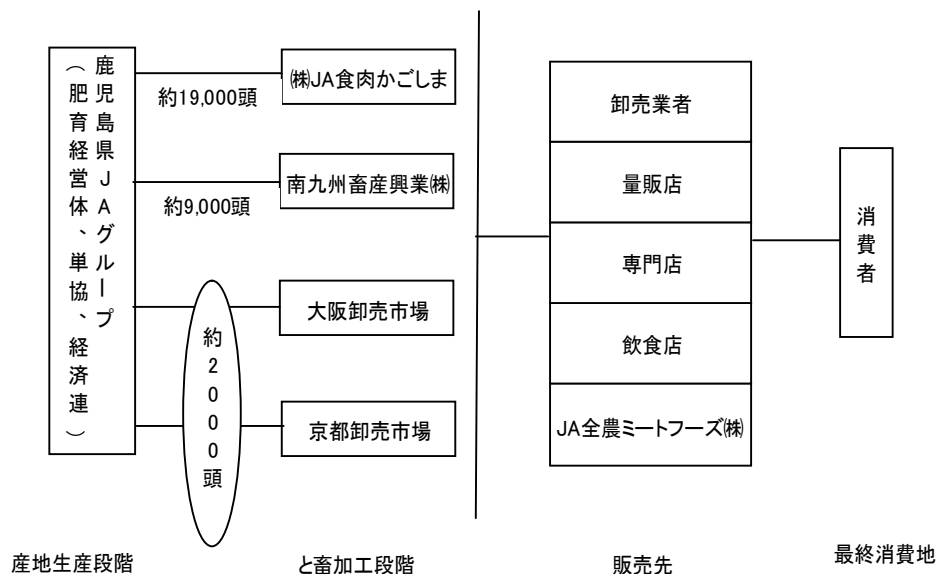 鹿児島県JAグループ
（肥育経営体、単協、経済連）
約19,000頭
約9,000頭
約2000頭
㈱JA食肉かごしま
南九州畜産興業㈱
大阪卸売市場
京都卸売市場
卸売業者
量販店
専門店
飲食店
JA全農ミートフーズ㈱
消費者
産地生産段階
と畜加工段階
販売先
最終消費地